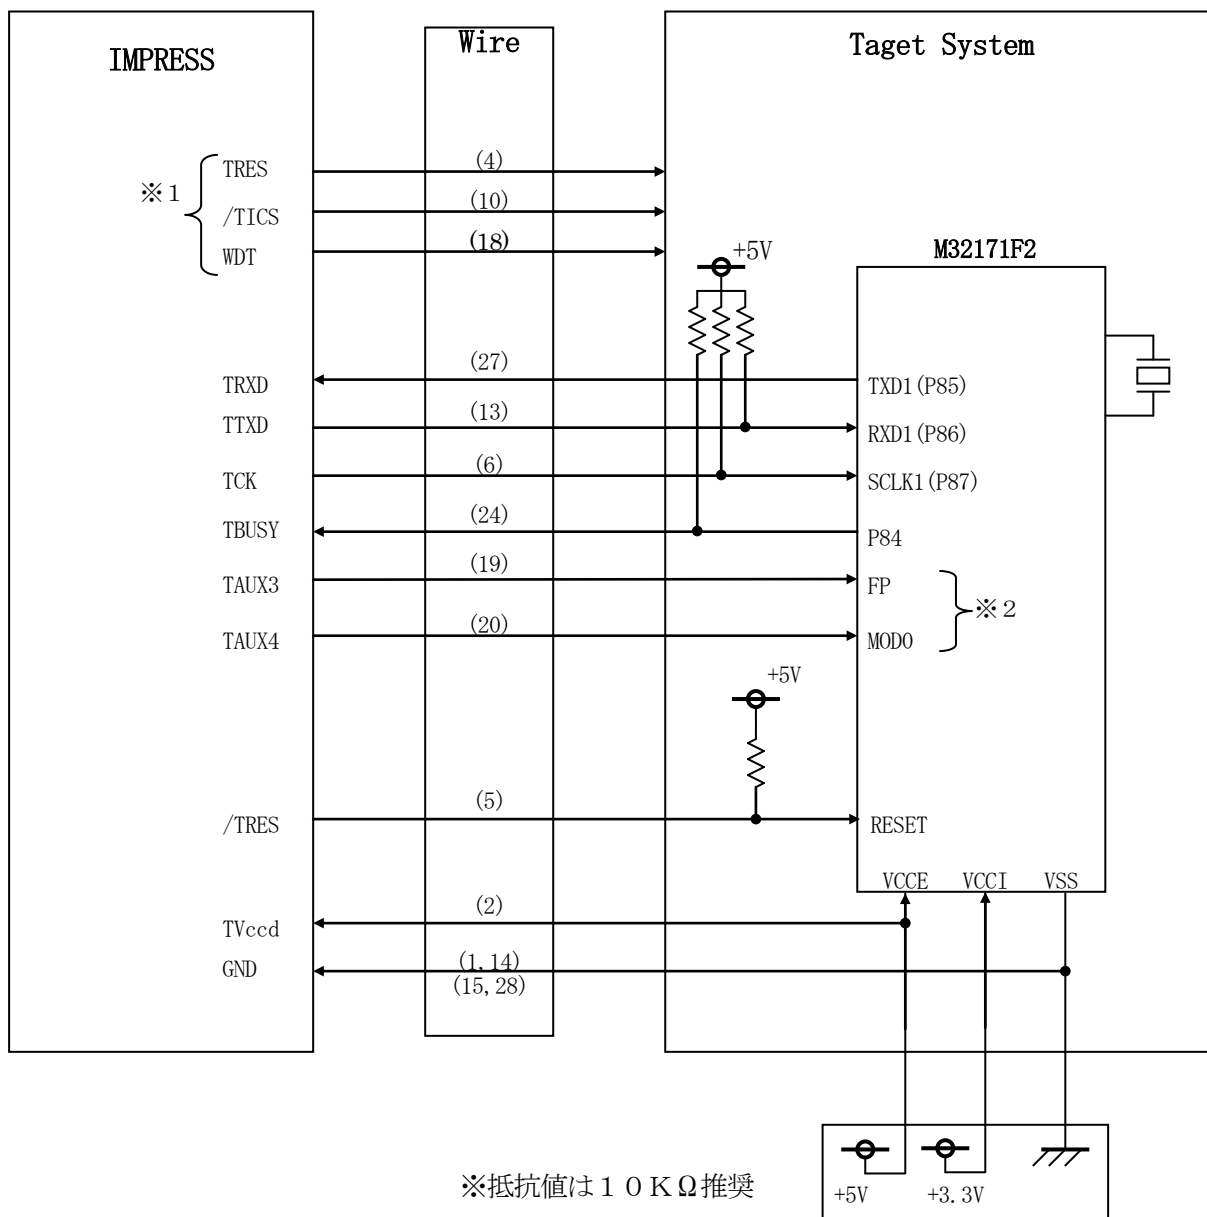 IMPRESS
Wire
Taget System
TRES
(4)
※1
/TICS
(10)
WDT
(18)
+5V
M32171F2
TRXD
(27)
TXD1(P85)
TTXD
(13)
RXD1(P86)
TCK
(6)
SCLK1(P87)
TBUSY
(24)
P84
TAUX3
(19)
FP
※2
TAUX4
(20)
MOD0
+5V
/TRES
(5)
RESET
VCCE
VCCI
VSS
TVccd
(2)
GND
(1,14)
(15,28)
※抵抗値は10KΩ推奨
+5V
+3.3V